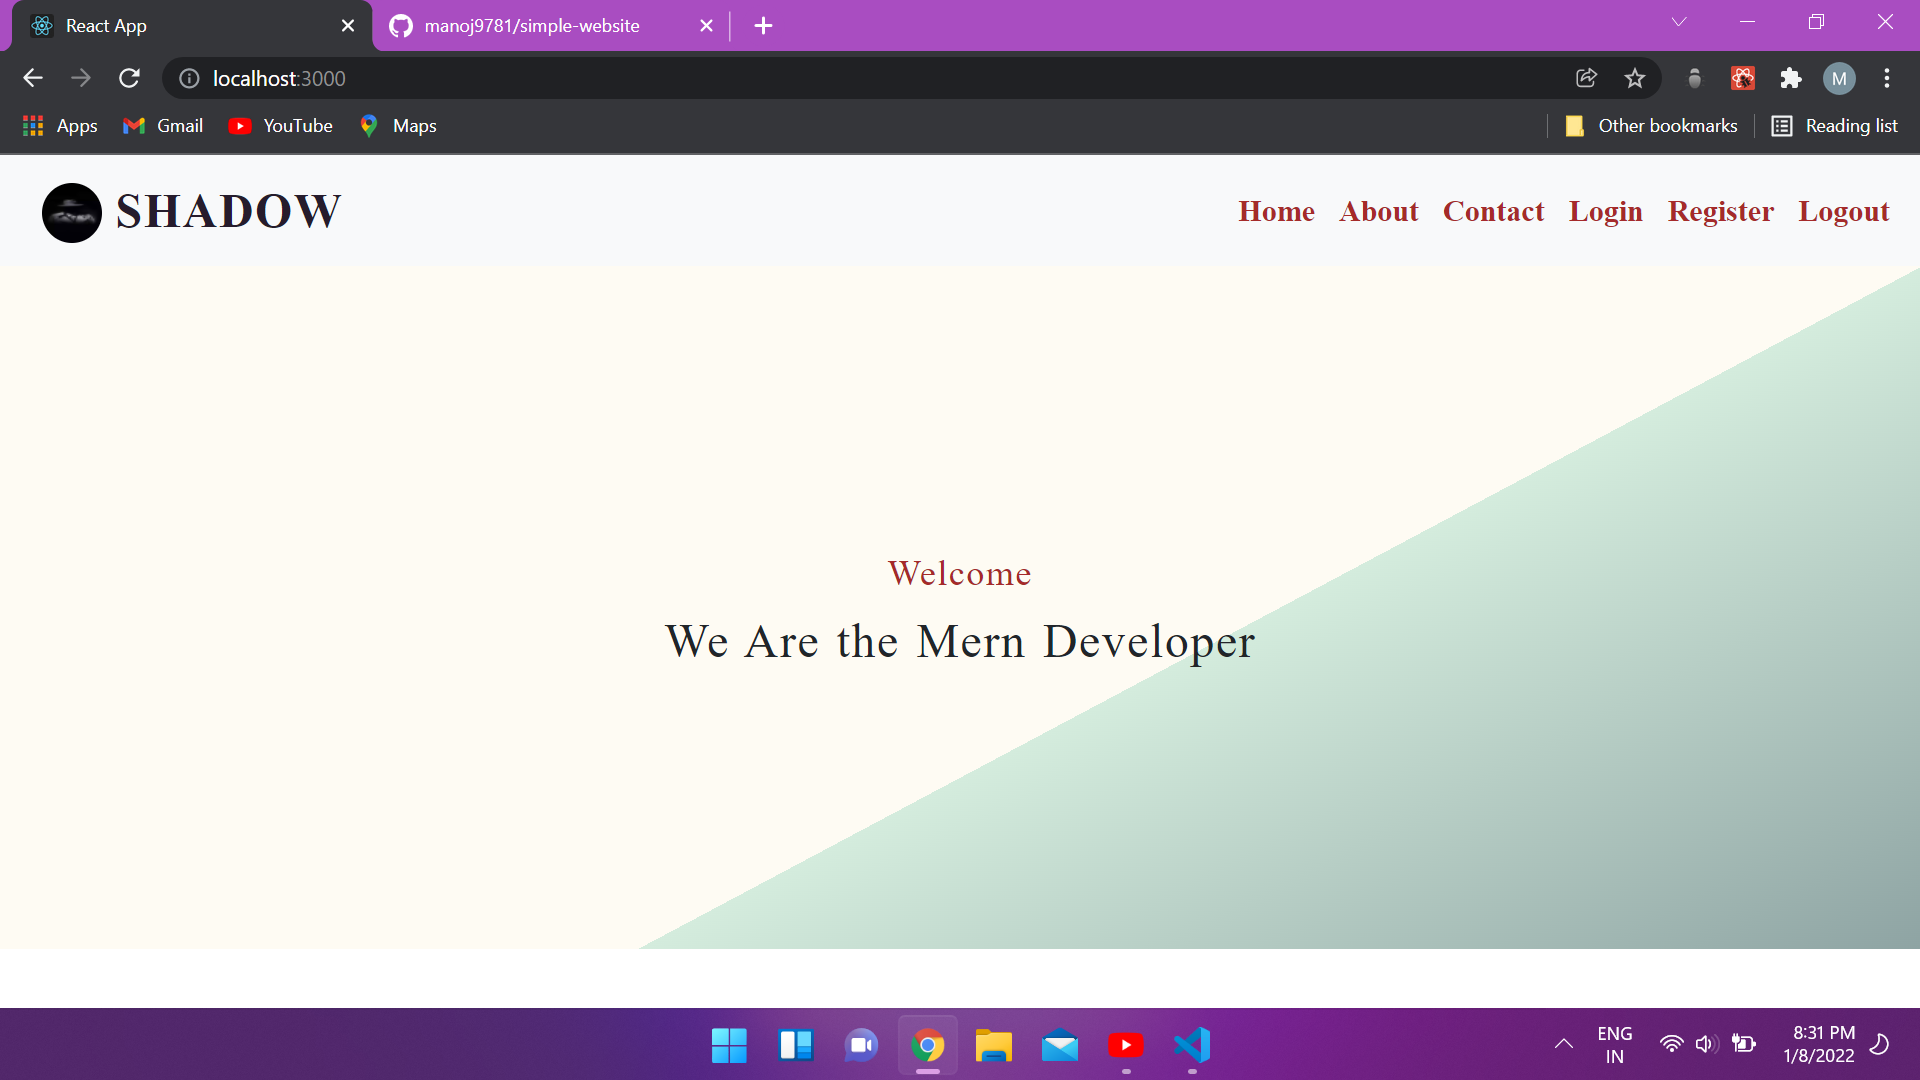 React App
manoj9781/simple-website
localhost:3000
M
Apps
Gmail
YouTube
Maps
Other bookmarks
Reading list
SHADOW
Home About Contact Login Register Logout
Welcome
We Are the Mern Developer
ENG
IN
8:31 PM
1/8/2022